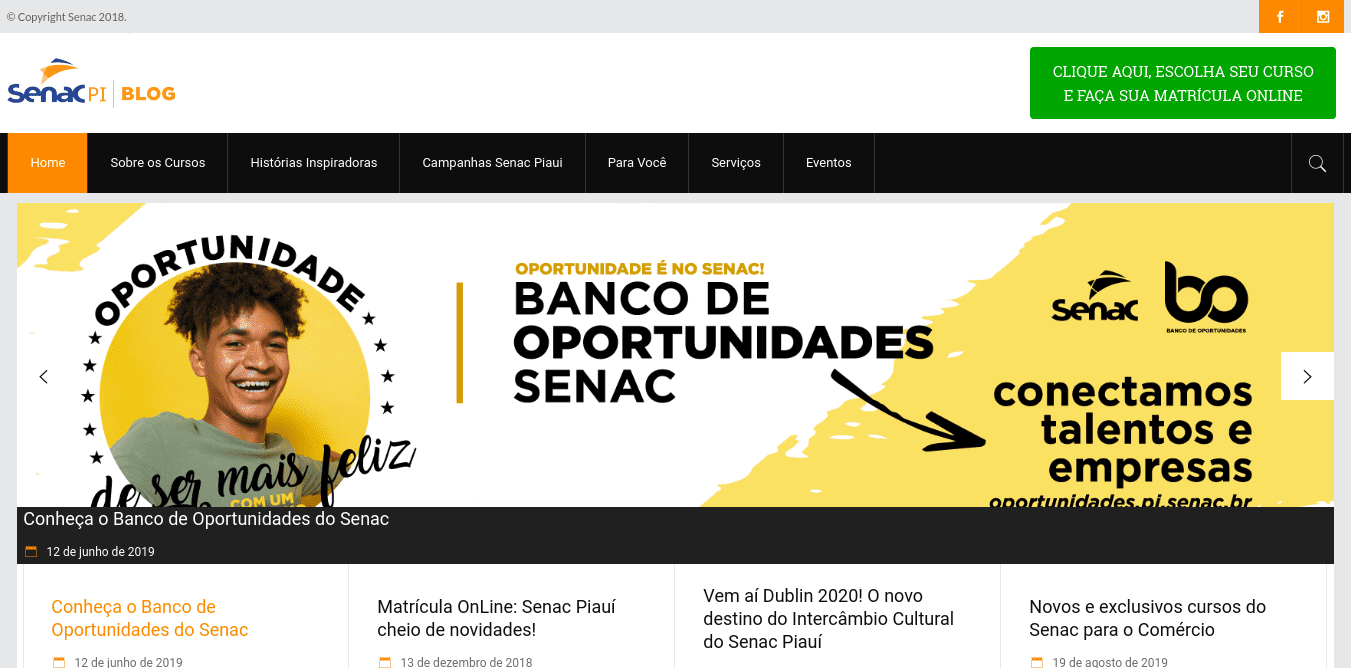 © Copyright Senac 2018.
Senac PI BLOG
CLIQUE AQUI, ESCOLHA SEU CURSO
E FAÇA SUA MATRÍCULA ONLINE
Home Sobre os Cursos Histórias Inspiradoras Campanhas Senac Piaui Para Você Serviços Eventos
OPORTUNIDADE
de ser mais feliz
COM UM
OPORTUNIDADE É NO SENAC!
BANCO DE
OPORTUNIDADES
SENAC
senac bo
BANCO DE OPORTUNIDADES
conectamos
talentos e
empresas
oportunidades.pi.senac.br
Conheça o Banco de Oportunidades do Senac
12 de junho de 2019
Conheça o Banco de
Oportunidades do Senac
12 de junho de 2019
Matrícula OnLine: Senac Piauí
cheio de novidades!
13 de dezembro de 2018
Vem aí Dublin 2020! O novo
destino do Intercâmbio Cultural
do Senac Piauí
Novos e exclusivos cursos do
Senac para o Comércio
19 de agosto de 2019